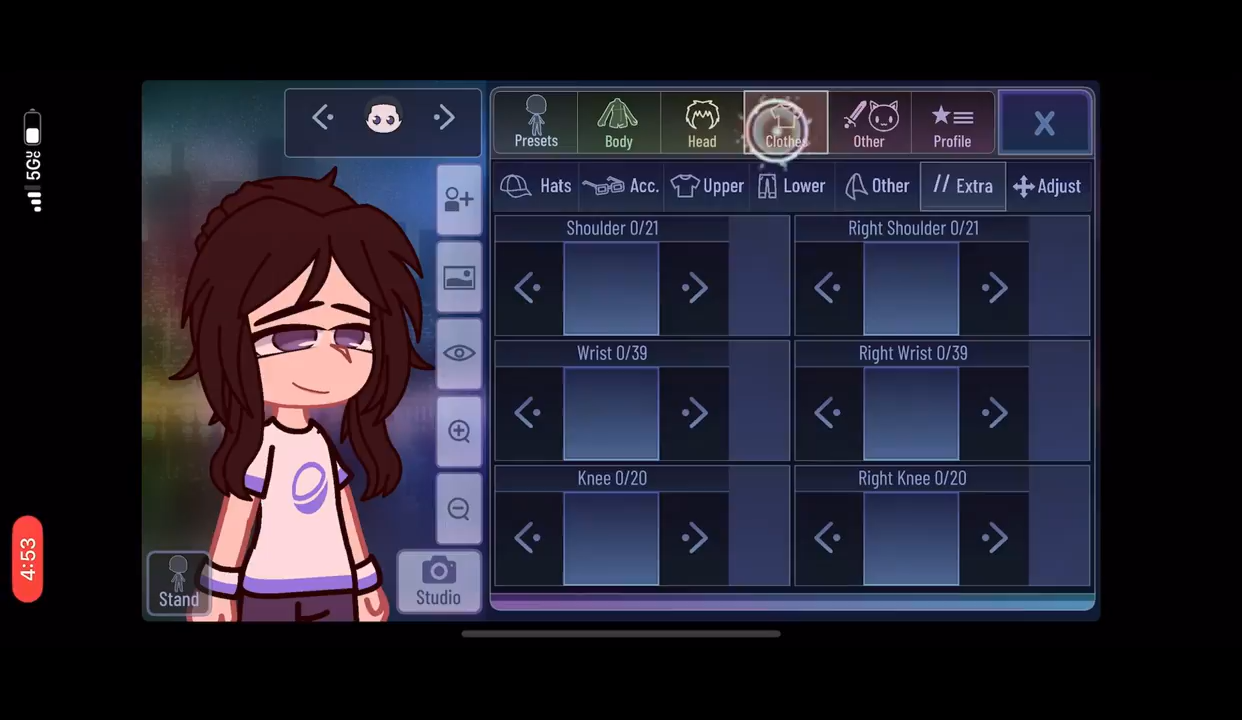 5G
4:53
Presets
Body
Head
Clothes
Other
Profile
X
Hats
Acc.
Upper
Lower
Other
Extra
Adjust
Shoulder 0/21
Right Shoulder 0/21
Wrist 0/39
Right Wrist 0/39
Knee 0/20
Right Knee 0/20
Stand
Studio